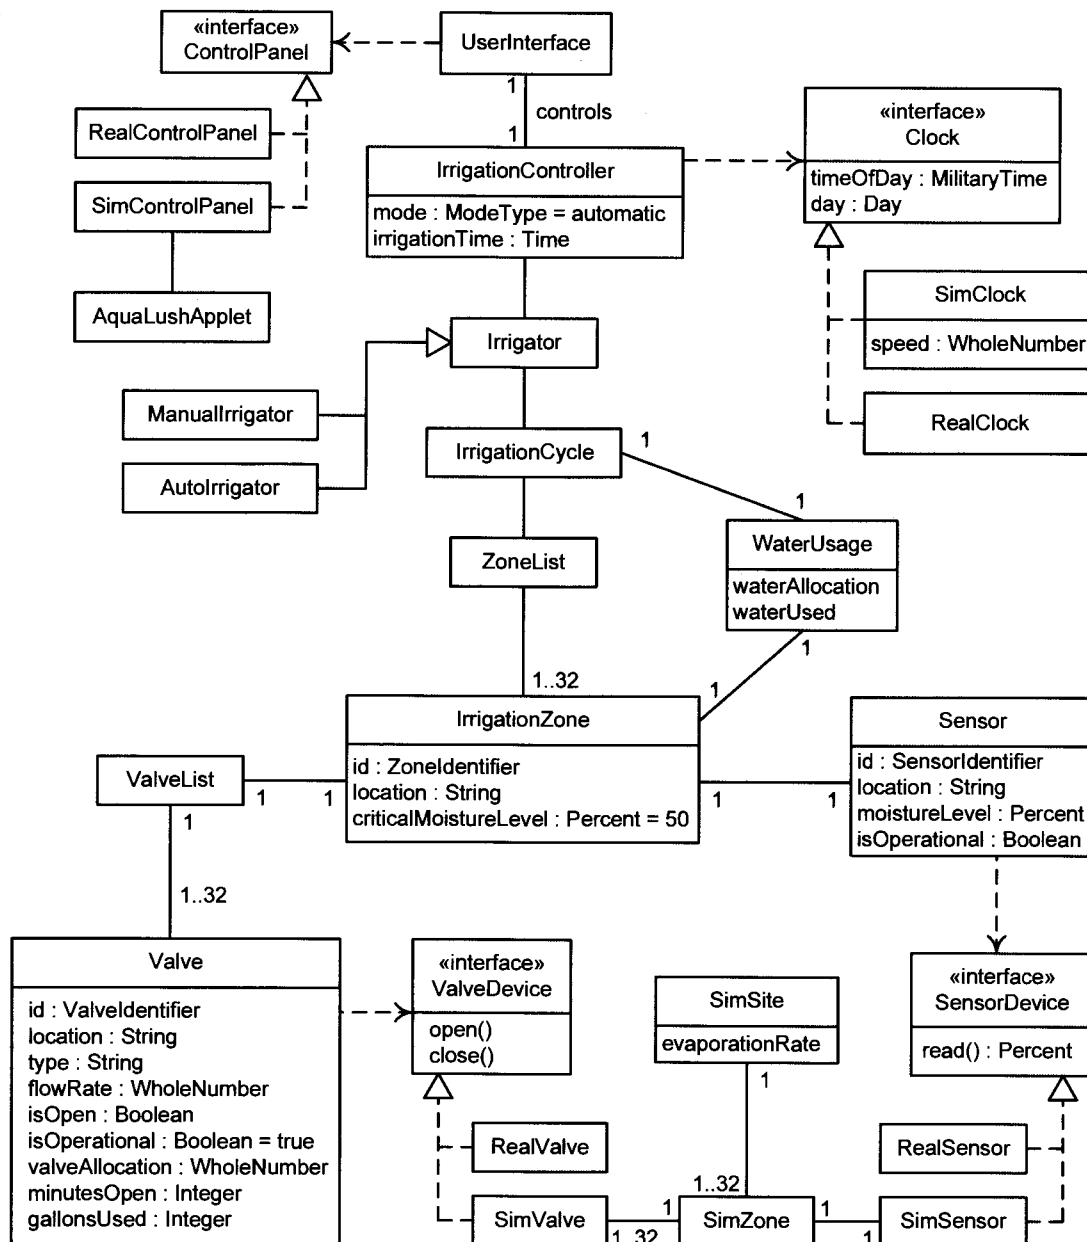 «interface»
ControlPanel
UserInterface
1
controls
1
RealControlPanel
SimControlPanel
AquaLushApplet
IrrigationController
mode : ModeType = automatic
irrigationTime : Time
«interface»
Clock
timeOfDay : MilitaryTime
day : Day
SimClock
speed : WholeNumber
RealClock
Irrigator
ManualIrrigator
AutoIrrigator
IrrigationCycle
1
1
ZoneList
WaterUsage
waterAllocation
waterUsed
1
1
1..32
IrrigationZone
id : ZoneIdentifier
location : String
criticalMoistureLevel : Percent = 50
Sensor
id : SensorIdentifier
location : String
moistureLevel : Percent
isOperational : Boolean
ValveList
1
1
1
1
1
1..32
Valve
id : ValveIdentifier
location : String
type : String
flowRate : WholeNumber
isOpen : Boolean
isOperational : Boolean = true
valveAllocation : WholeNumber
minutesOpen : Integer
gallonsUsed : Integer
«interface»
ValveDevice
open()
close()
SimSite
evaporationRate
1
«interface»
SensorDevice
read() : Percent
RealValve
RealSensor
1..32
SimValve
1
1..32
SimZone
1
1
SimSensor